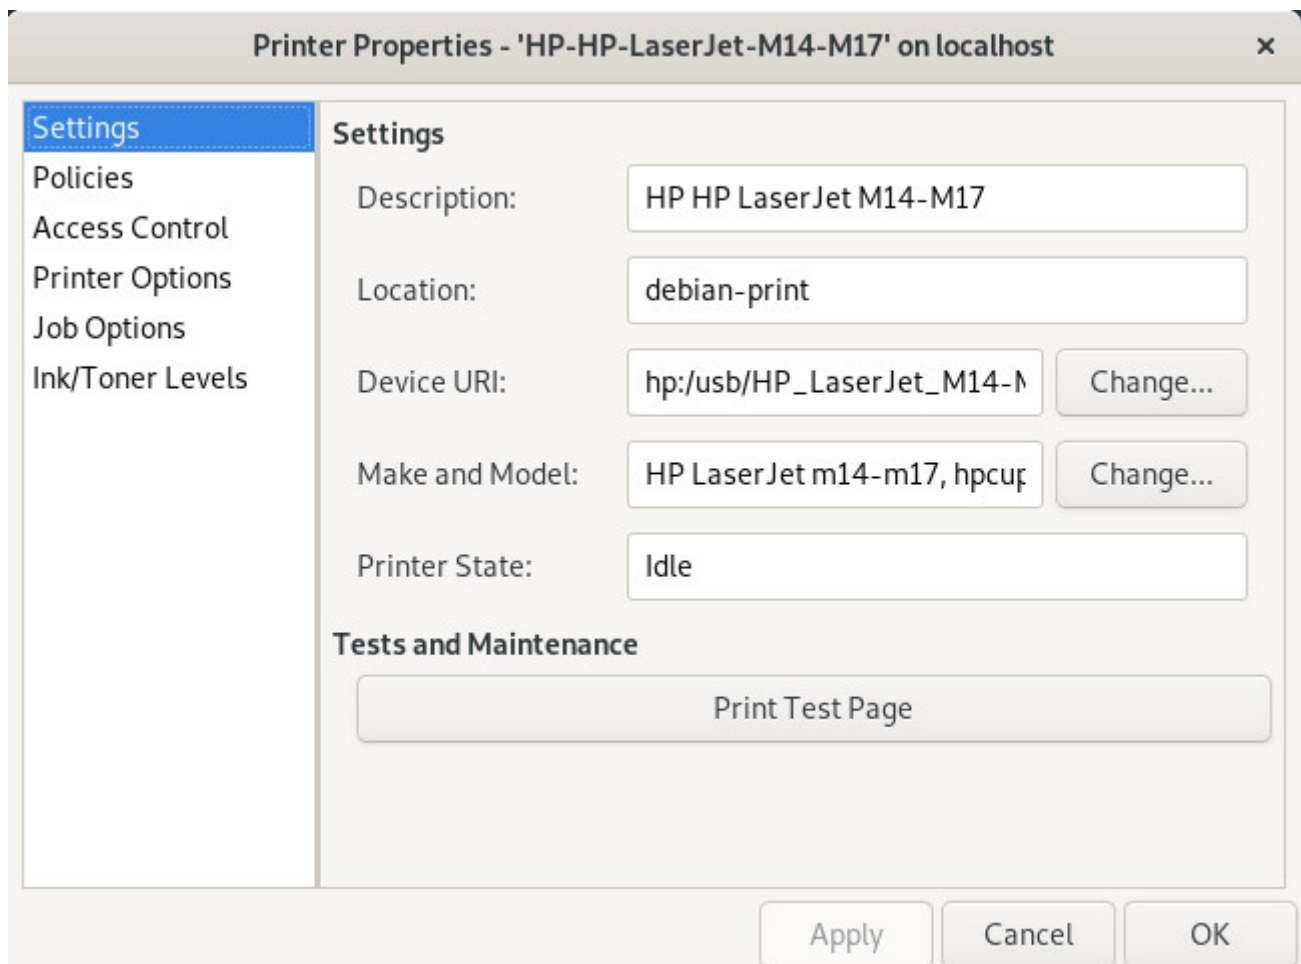 Printer Properties - 'HP-HP-LaserJet-M14-M17' on localhost ×
Settings
Policies
Access Control
Printer Options
Job Options
Ink/Toner Levels
Settings
Description: HP HP LaserJet M14-M17
Location: debian-print
Device URI: hp:/usb/HP_LaserJet_M14- Change...
Make and Model: HP LaserJet m14-m17, Change...
Printer State: Idle
Tests and Maintenance
Print Test Page
Apply Cancel OK